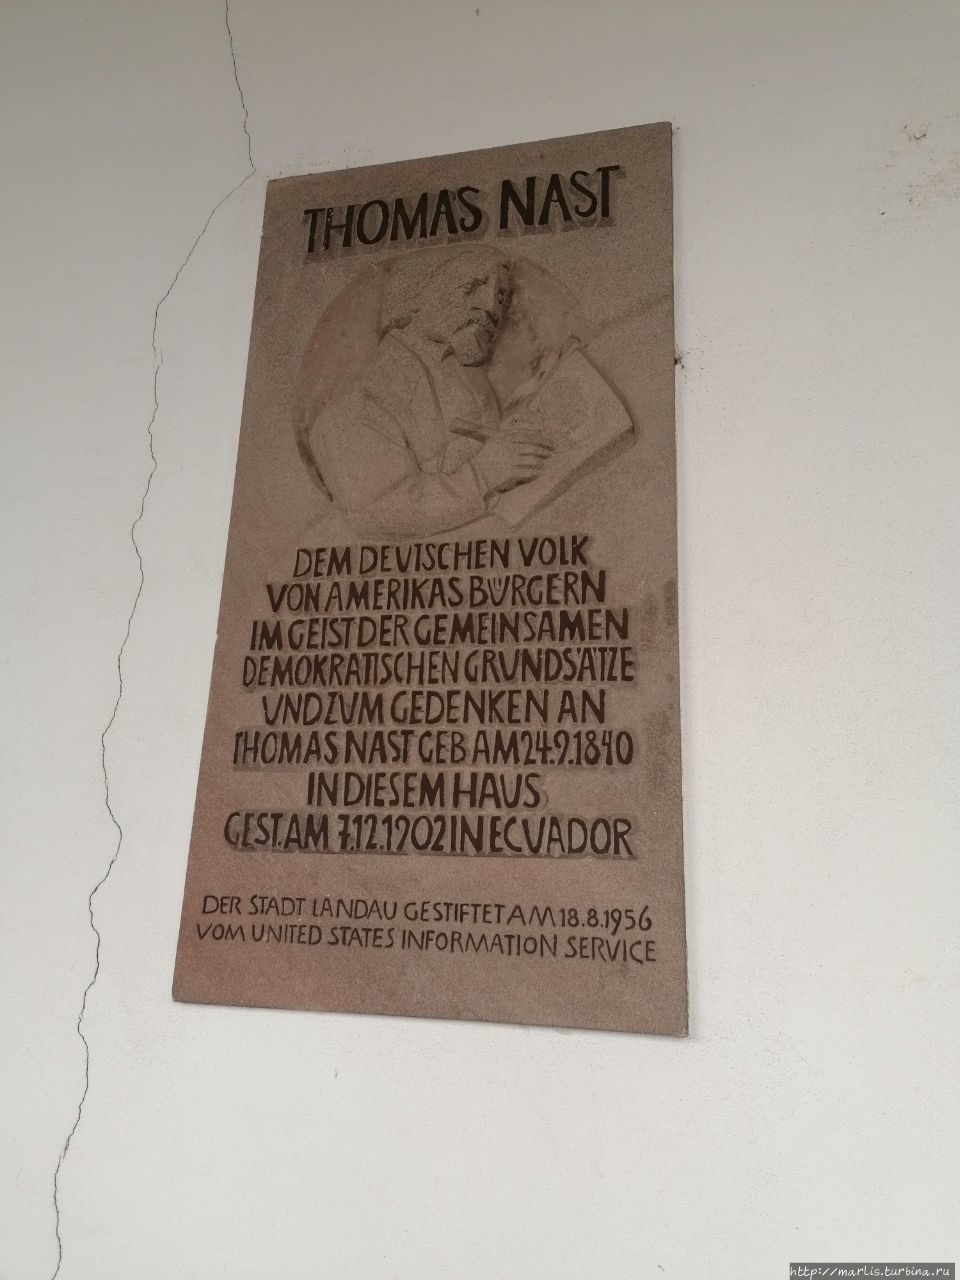 THOMAS NAST
DEM DEUTSCHEN VOLK
VON AMERIKAS BÜRGERN
IM GEIST DER GEMEINSAMEN
DEMOKRATISCHEN GRUNDSÄTZE
UND ZUM GEDENKEN AN
THOMAS NAST GEB AM 24.9.1840
IN DIESEM HAUS
GEST. AM 7.12.1902 IN ECUADOR
DER STADT LANDAU GESTIFTET AM 18.8.1956
VOM UNITED STATES INFORMATION SERVICE
http://marlis.turbina.ru